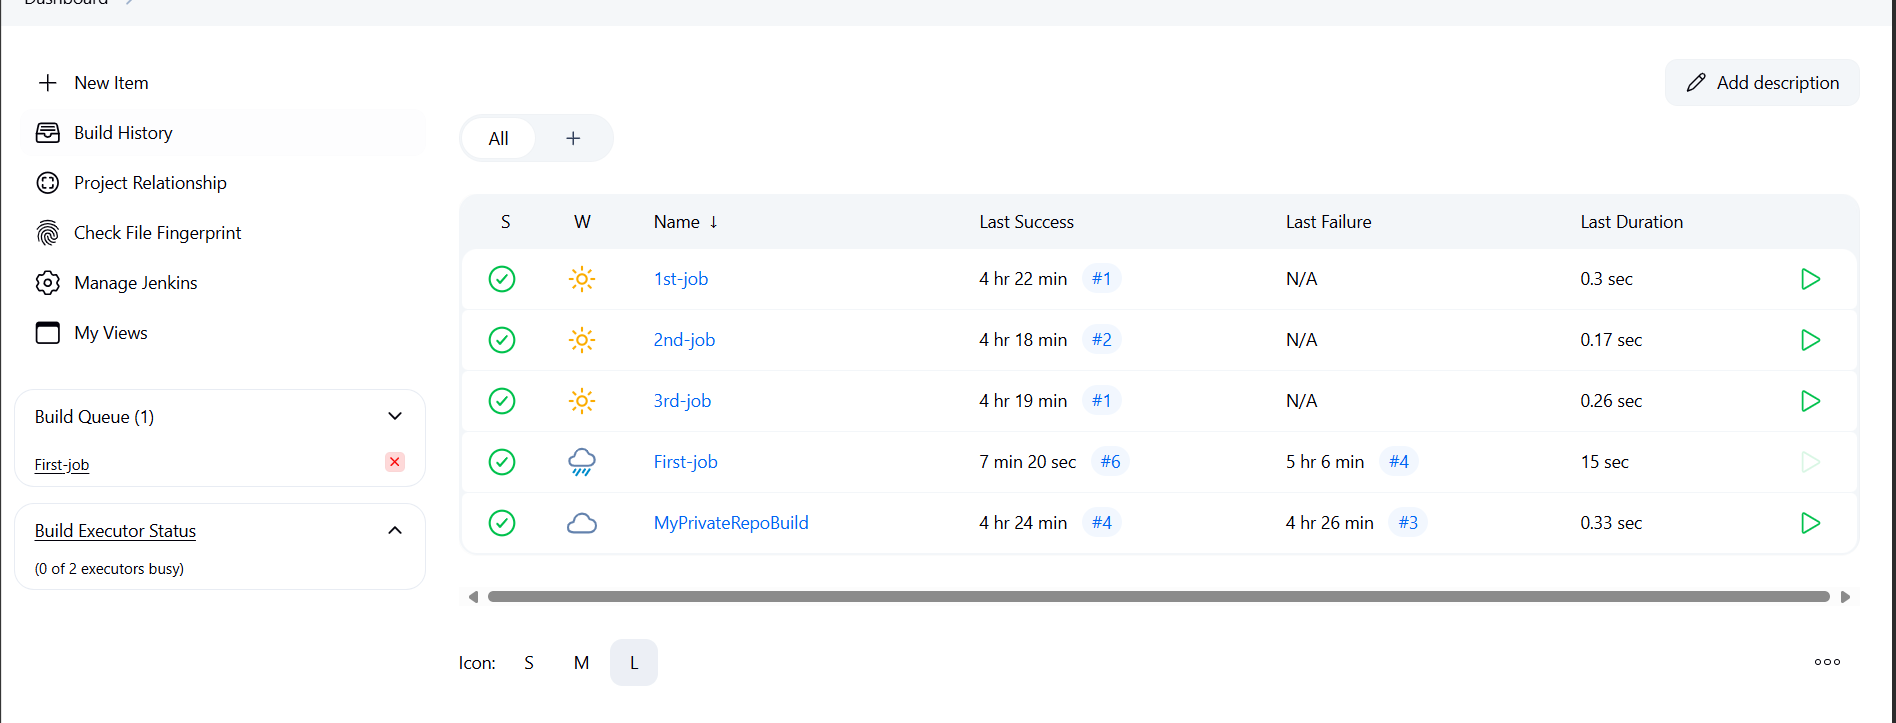 Dashboard
New Item
Build History
Project Relationship
Check File Fingerprint
Manage Jenkins
My Views
Build Queue (1)
First-job
Build Executor Status
(0 of 2 executors busy)
Add description
All +
S W Name ↓ Last Success Last Failure Last Duration
1st-job 4 hr 22 min #1 N/A 0.3 sec
2nd-job 4 hr 18 min #2 N/A 0.17 sec
3rd-job 4 hr 19 min #1 N/A 0.26 sec
First-job 7 min 20 sec #6 5 hr 6 min #4 15 sec
MyPrivateRepoBuild 4 hr 24 min #4 4 hr 26 min #3 0.33 sec
Icon: S M L